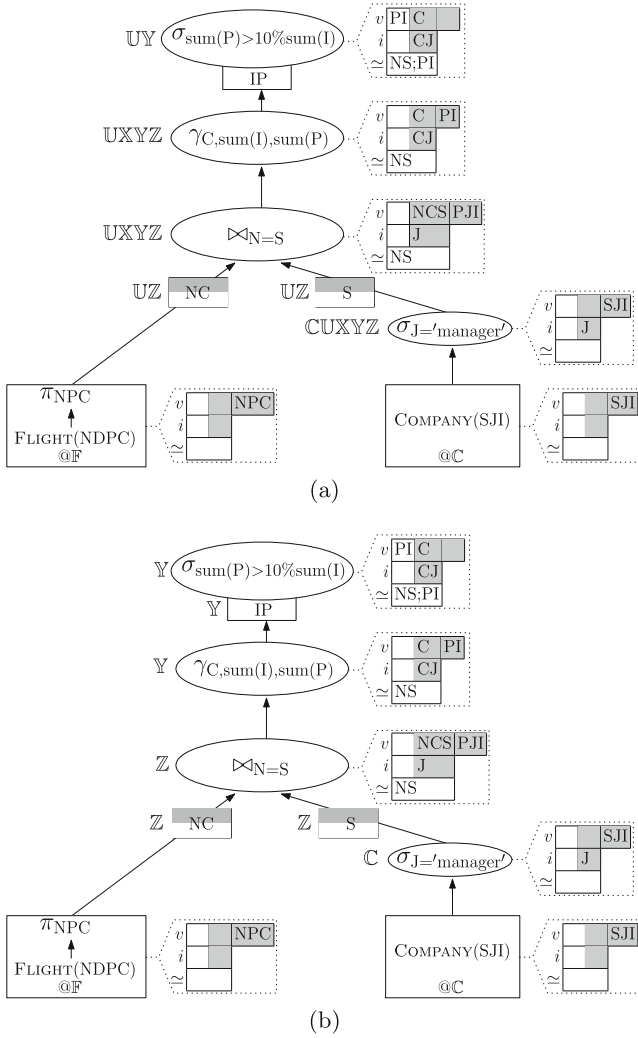 𝕌𝕐 σsum(P)>10%sum(I) v PI C
i CJ
≃ NS;PI
IP
𝕌𝕏𝕐ℤ γC,sum(I),sum(P) v C PI
i CJ
≃ NS
𝕌𝕏𝕐ℤ ⋈N=S v NCS PJI
i J
≃ NS
𝕌ℤ NC 𝕌ℤ S
ℂ𝕌𝕏𝕐ℤ σJ='manager' v SJI
i J
≃
πNPC v NPC
i
≃
FLIGHT(NDPC)
@𝔽
COMPANY(SJI) v SJI
i
≃
@ℂ
(a)
𝕐 σsum(P)>10%sum(I) v PI C
i CJ
≃ NS;PI
𝕐 IP
𝕐 γC,sum(I),sum(P) v C PI
i CJ
≃ NS
ℤ ⋈N=S v NCS PJI
i J
≃ NS
ℤ NC ℤ S
ℂ σJ='manager' v SJI
i J
≃
πNPC v NPC
i
≃
FLIGHT(NDPC)
@𝔽
COMPANY(SJI) v SJI
i
≃
@ℂ
(b)